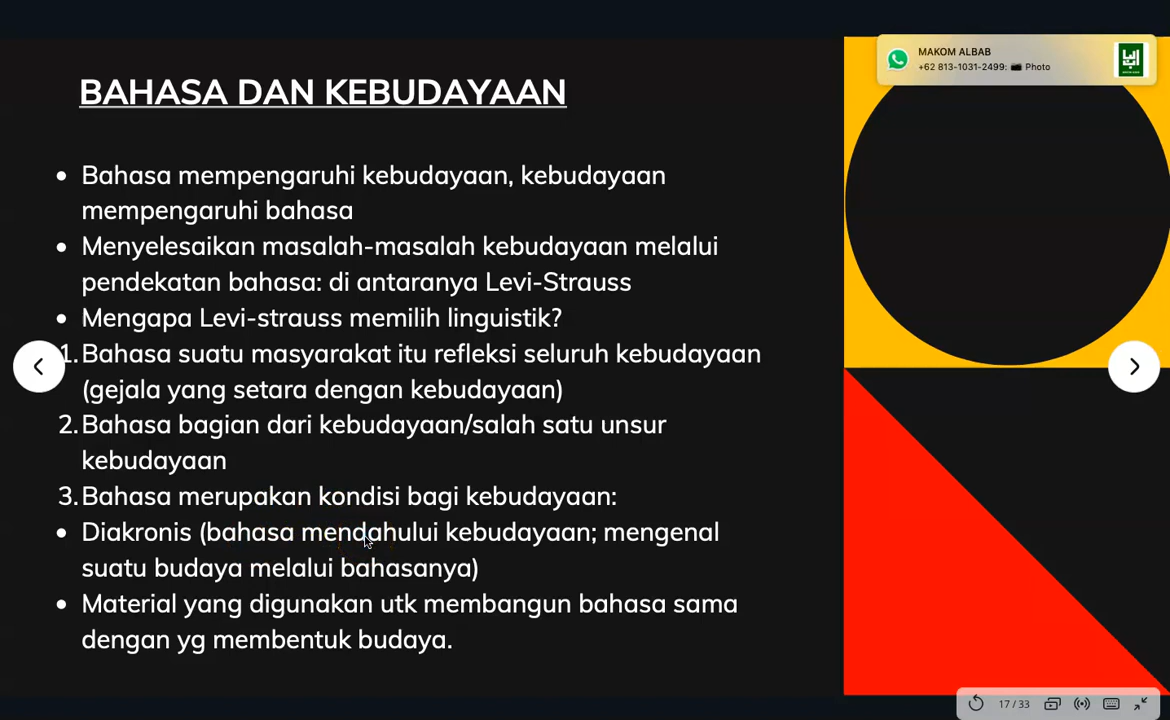 MAKOM ALBAB
+62 813-1031-2499: Photo
BAHASA DAN KEBUDAYAAN
• Bahasa mempengaruhi kebudayaan, kebudayaan
mempengaruhi bahasa
• Menyelesaikan masalah-masalah kebudayaan melalui
pendekatan bahasa: di antaranya Levi-Strauss
• Mengapa Levi-strauss memilih linguistik?
1. Bahasa suatu masyarakat itu refleksi seluruh kebudayaan
(gejala yang setara dengan kebudayaan)
2. Bahasa bagian dari kebudayaan/salah satu unsur
kebudayaan
3. Bahasa merupakan kondisi bagi kebudayaan:
• Diakronis (bahasa mendahului kebudayaan; mengenal
suatu budaya melalui bahasanya)
• Material yang digunakan utk membangun bahasa sama
dengan yg membentuk budaya.
17 / 33